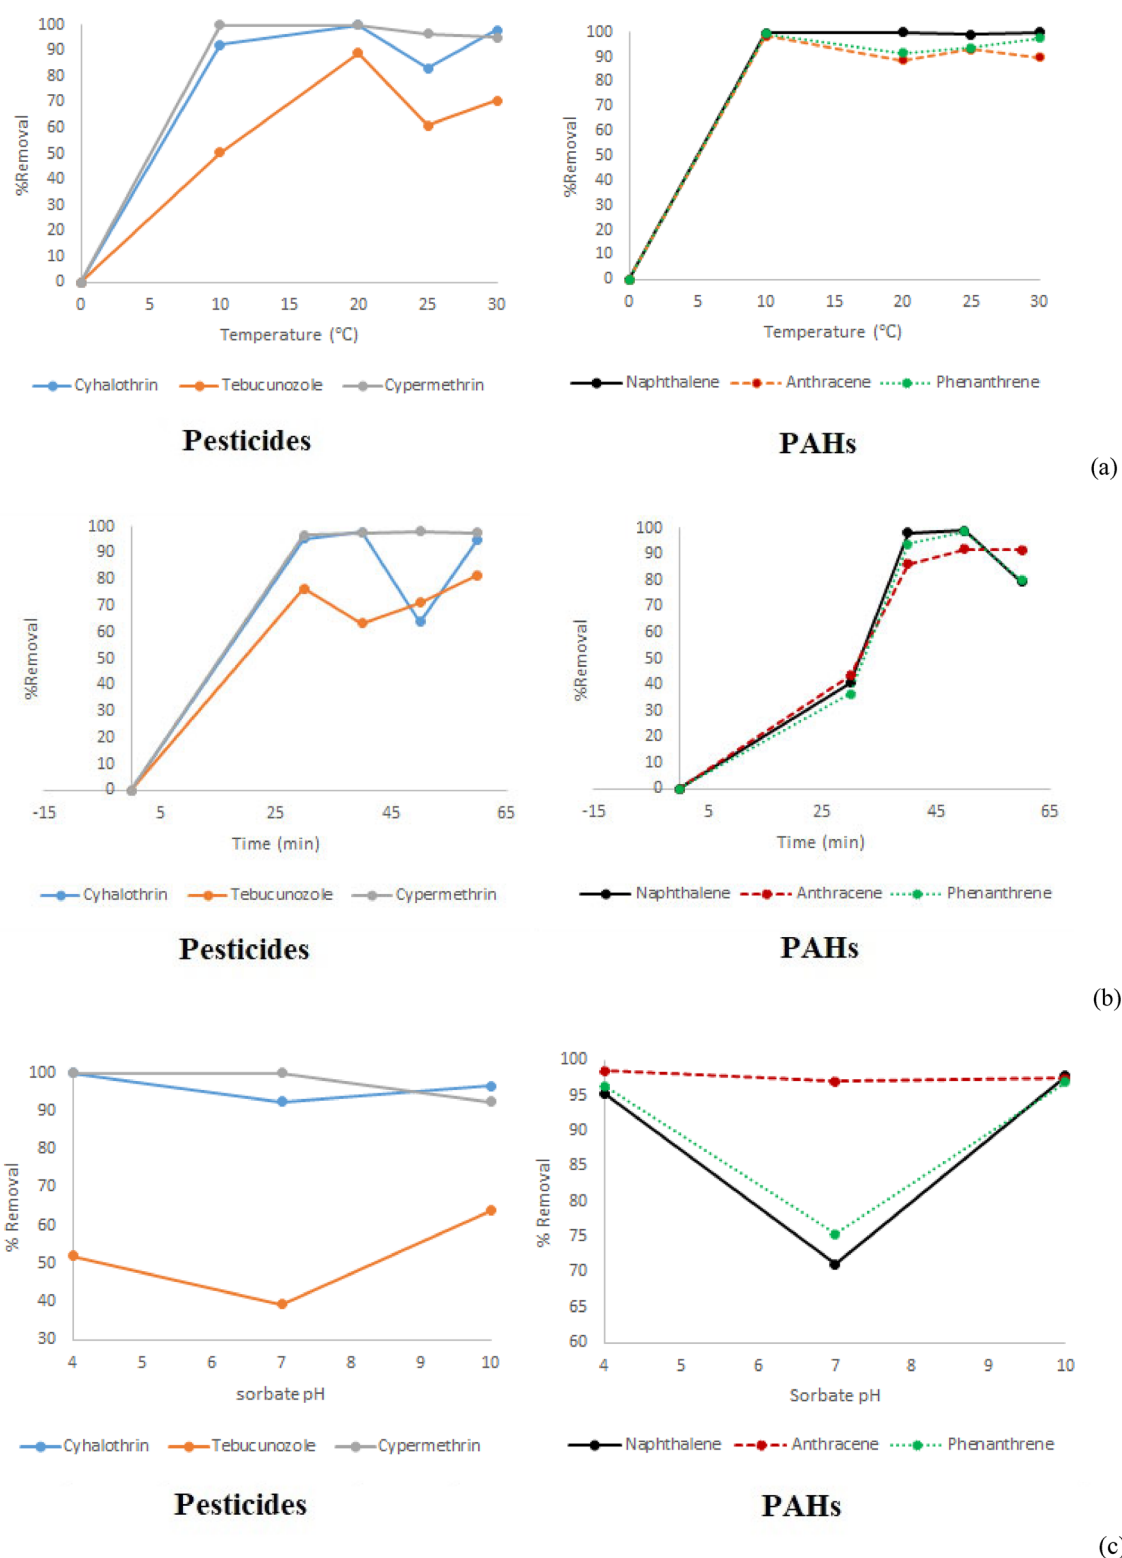 100
90
80
70
60
50
40
30
20
10
0
%Removal
0 5 10 15 20 25 30
Temperature (°C)
Cyhalothrin Tebucunozole Cypermethrin
Pesticides
100
90
80
70
60
50
40
30
20
10
0
%Removal
0 5 10 15 20 25 30
Temperature (°C)
Naphthalene Anthracene Phenanthrene
PAHs
(a)
100
90
80
70
60
50
40
30
20
10
0
%Removal
-15 5 25 45 65
Time (min)
Cyhalothrin Tebucunozole Cypermethrin
Pesticides
100
90
80
70
60
50
40
30
20
10
0
%Removal
-15 5 25 45 65
Time (min)
Naphthalene Anthracene Phenanthrene
PAHs
(b)
100
90
80
70
60
50
40
30
% Removal
4 5 6 7 8 9 10
sorbate pH
Cyhalothrin Tebucunozole Cypermethrin
Pesticides
100
95
90
85
80
75
70
65
60
% Removal
4 5 6 7 8 9 10
Sorbate pH
Naphthalene Anthracene Phenanthrene
PAHs
(c)